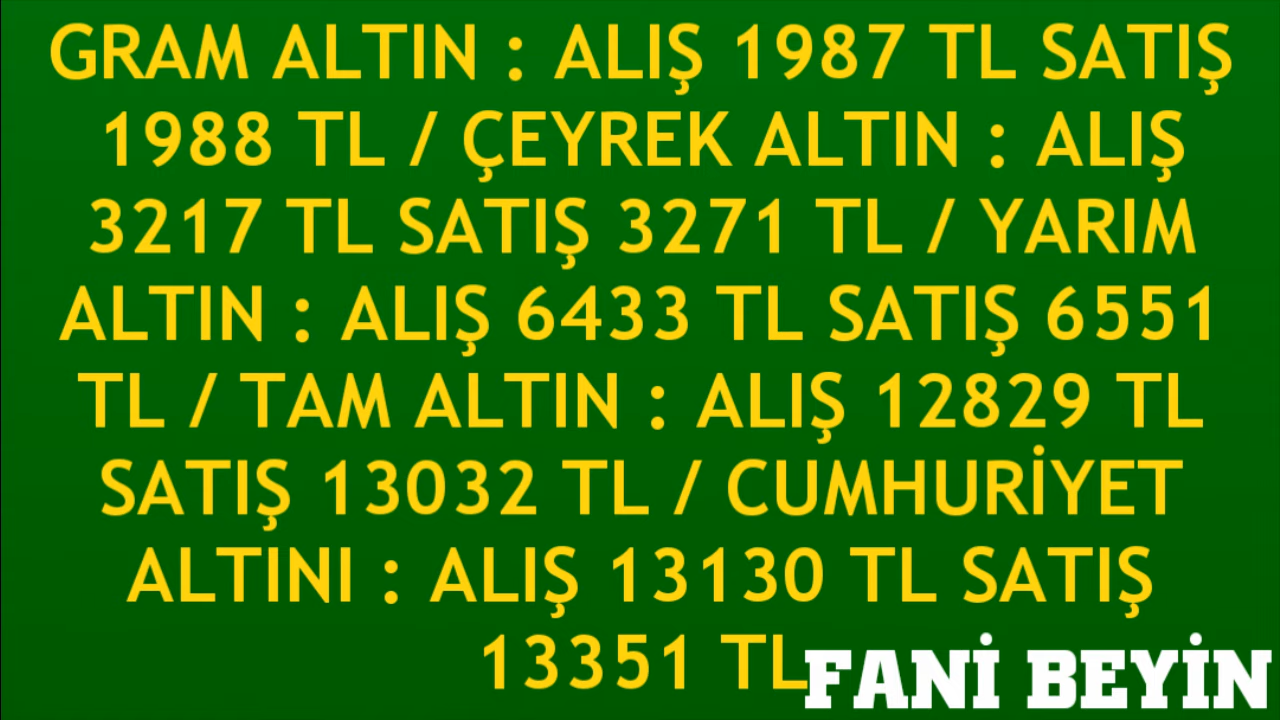 GRAM ALTIN : ALIŞ 1987 TL SATIŞ
1988 TL / ÇEYREK ALTIN : ALIŞ
3217 TL SATIŞ 3271 TL / YARIM
ALTIN : ALIŞ 6433 TL SATIŞ 6551
TL / TAM ALTIN : ALIŞ 12829 TL
SATIŞ 13032 TL / CUMHURİYET
ALTINI : ALIŞ 13130 TL SATIŞ
13351 TL
FANİ BEYİN